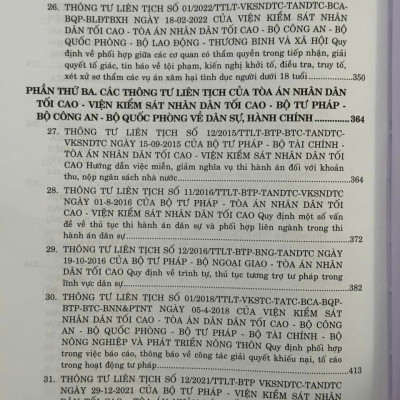 26. THÔNG TƯ LIÊN TỊCH SỐ 01/2022/TTLT-VKSNDTC-TANDTC-BCA-
BQP-BLĐTBXH NGÀY 18-02-2022 CỦA VIỆN KIỂM SÁT NHÂN
DÂN TỐI CAO - TÒA ÁN NHÂN DÂN TỐI CAO - BỘ CÔNG AN - BỘ
QUỐC PHÒNG - BỘ LAO ĐỘNG - THƯƠNG BINH VÀ XÃ HỘI Quy
định về phối hợp giữa các cơ quan có thẩm quyền trong tiếp nhận, giải
quyết tố giác, tin báo về tội phạm, kiến nghị khởi tố, điều tra, truy tố,
xét xử sơ thẩm các vụ án xâm hại tình dục người dưới 18 tuổi
350
PHẦN THỨ BA. CÁC THÔNG TƯ LIÊN TỊCH CỦA TÒA ÁN NHÂN DÂN
TỐI CAO - VIỆN KIỂM SÁT NHÂN DÂN TỐI CAO - BỘ TƯ PHÁP -
BỘ CÔNG AN - BỘ QUỐC PHÒNG VỀ DÂN SỰ, HÀNH CHÍNH 364
27. THÔNG TƯ LIÊN TỊCH SỐ 12/2015/TTLT-BTP-BTC-TANDTC-
VKSNDTC NGÀY 15-09-2015 CỦA BỘ TƯ PHÁP - BỘ TÀI CHÍNH -
TÒA ÁN NHÂN DÂN TỐI CAO - VIỆN KIỂM SÁT NHÂN DÂN TỐI
CAO Hướng dẫn việc miễn, giảm nghĩa vụ thi hành án đối với khoản
thu, nộp ngân sách nhà nước 364
28. THÔNG TƯ LIÊN TỊCH SỐ 11/2016/TTLT-BTP-TANDTC-VKSNDTC
NGÀY 01-8-2016 CỦA BỘ TƯ PHÁP - TÒA ÁN NHÂN DÂN TỐI
CAO - VIỆN KIỂM SÁT NHÂN DÂN TỐI CAO Quy định một số vấn
đề về thủ tục thi hành án dân sự và phối hợp liên ngành trong thi
hành án dân sự
372
29. THÔNG TƯ LIÊN TỊCH SỐ 12/2016/TTLT-BTP-BNG-TANDTC NGÀY
19-10-2016 CỦA BỘ TƯ PHÁP - BỘ NGOẠI GIAO - TÒA ÁN NHÂN
DÂN TỐI CAO Quy định về trình tự, thủ tục tương trợ tư pháp trong
lĩnh vực dân sự
382
30. THÔNG TƯ LIÊN TỊCH SỐ 01/2018/TTLT-VKSTC-TATC-BCA-BQP-
BTP-BTC-BNN&PTNT NGÀY 05-4-2018 CỦA VIỆN KIỂM SÁT
NHÂN DÂN TỐI CAO - TÒA ÁN DÂN DÂN TỐI CAO - BỘ CÔNG
AN - BỘ QUỐC PHÒNG - BỘ TƯ PHÁP - BỘ TÀI CHÍNH - BỘ
NÔNG NGHIỆP VÀ PHÁT TRIỂN NÔNG THÔN Quy định phối hợp
trong việc báo cáo, thông báo về công tác giải quyết khiếu nại, tố cáo
trong hoạt động tư pháp
413
31. THÔNG TƯ LIÊN TỊCH SỐ 12/2021/TTLT-BTP VKSNDTC-TANDTC
NGÀY 29-12-2021 CỦA BỘ TƯ PHÁP - VIỆN KIỂM SÁT NHÂN